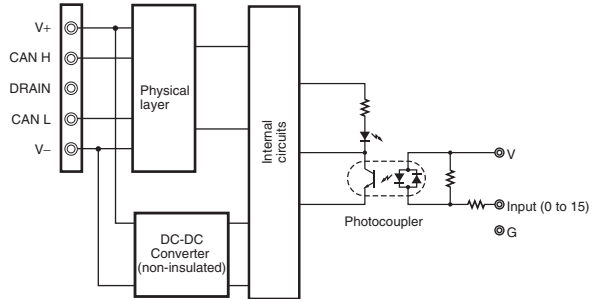 V+
CAN H
DRAIN
CAN L
V−
Physical
layer
DC-DC
Converter
(non-insulated)
Internal
circuits
Photocoupler
V
Input (0 to 15)
G